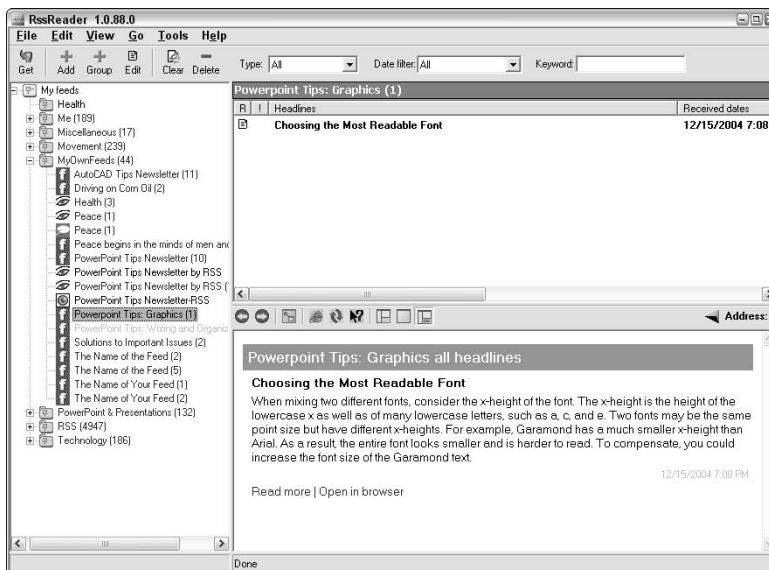 RssReader 1.0.88.0
File Edit View Go Tools Help
Get Add Group Edit Clear Delete Type: All Date filter: All Keyword:
My feeds
Health
Me (189)
Miscellaneous (17)
Movement (239)
MyOwnFeeds (44)
AutoCAD Tips Newsletter (11)
Driving on Corn Oil (2)
Health (3)
Peace (1)
Peace (1)
Peace begins in the minds of men and
PowerPoint Tips Newsletter (10)
PowerPoint Tips Newsletter by RSS
PowerPoint Tips Newsletter by RSS (
PowerPoint Tips Newsletter-RSS
Powerpoint Tips: Graphics (1)
PowerPoint Tips: Writing and Organiz
Solutions to Important Issues (2)
The Name of the Feed (2)
The Name of the Feed (5)
The Name of Your Feed (1)
The Name of Your Feed (2)
PowerPoint & Presentations (132)
RSS (4947)
Technology (186)
Powerpoint Tips: Graphics (1)
R ! Headlines Received dates
Choosing the Most Readable Font 12/15/2004 7:08
Address:
Powerpoint Tips: Graphics all headlines
Choosing the Most Readable Font
When mixing two different fonts, consider the x-height of the font. The x-height is the height of the
lowercase x as well as of many lowercase letters, such as a, c, and e. Two fonts may be the same
point size but have different x-heights. For example, Garamond has a much smaller x-height than
Arial. As a result, the entire font looks smaller and is harder to read. To compensate, you could
increase the font size of the Garamond text.
12/15/2004 7:08 PM
Read more | Open in browser
Done